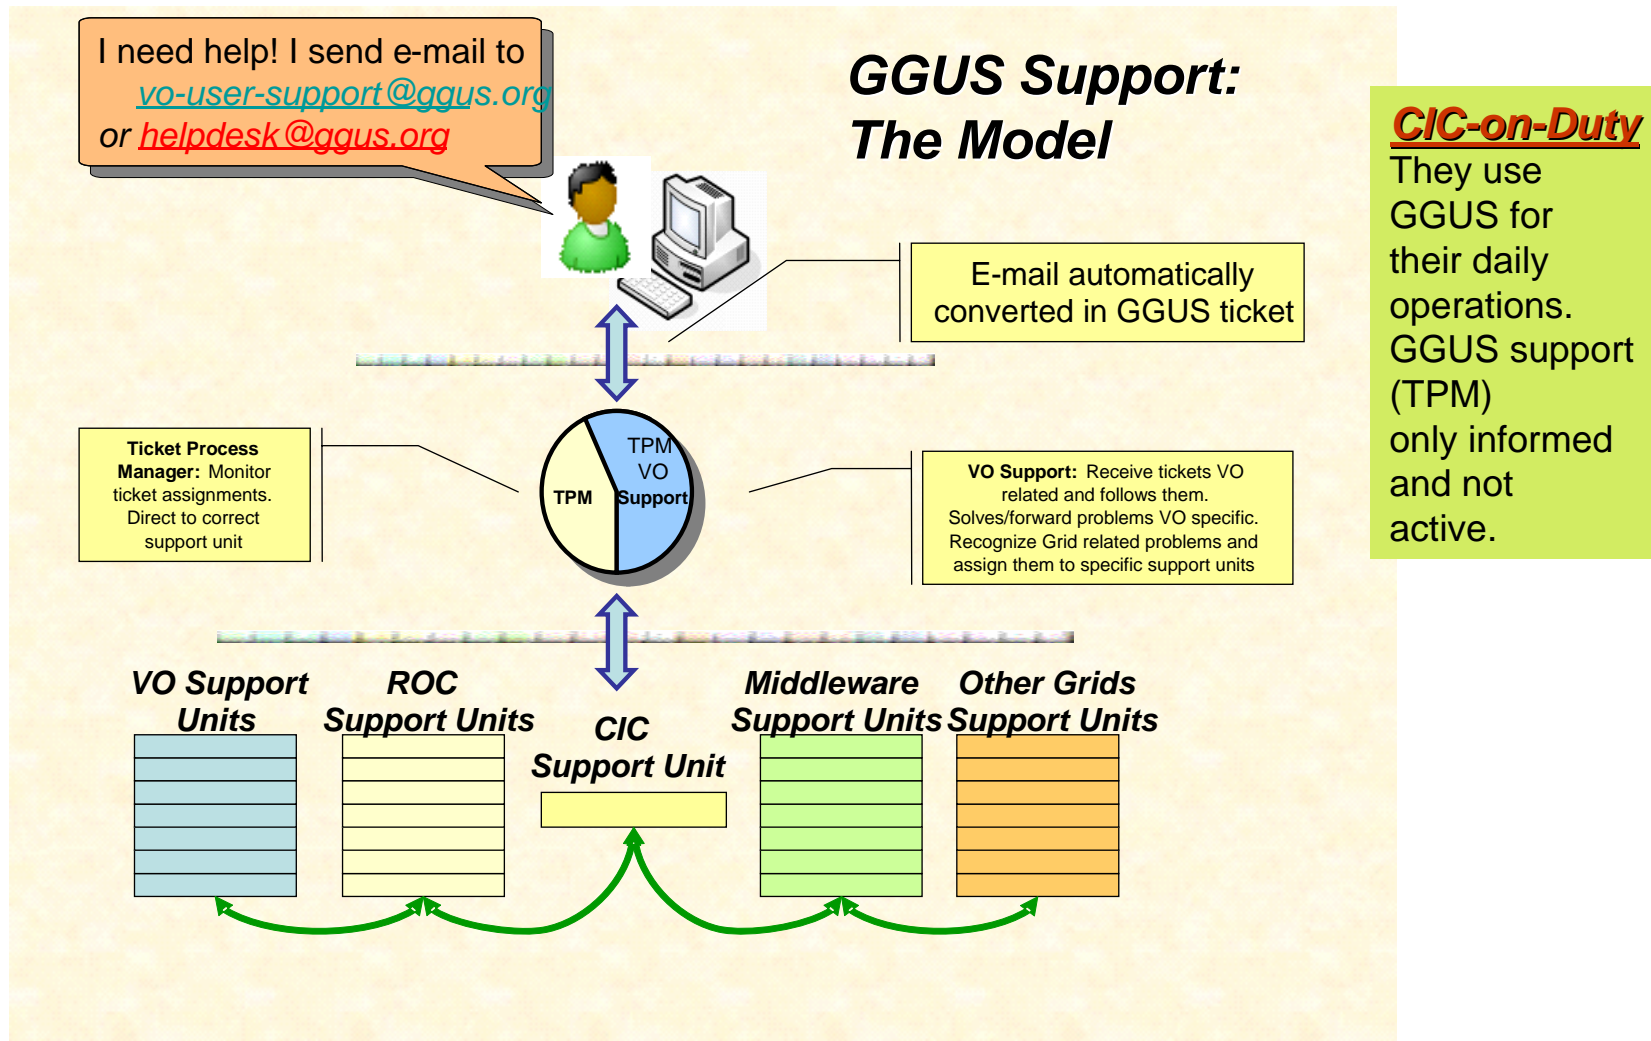 I need help! I send e-mail to
vo-user-support@ggus.org
or helpdesk@ggus.org
GGUS Support:
The Model
CIC-on-Duty
They use
GGUS for
their daily
operations.
GGUS support
(TPM)
only informed
and not
active.
E-mail automatically
converted in GGUS ticket
Ticket Process
Manager: Monitor
ticket assignments.
Direct to correct
support unit
TPM
TPM
VO
Support
VO Support: Receive tickets VO
related and follows them.
Solves/forward problems VO specific.
Recognize Grid related problems and
assign them to specific support units
VO Support
Units
ROC
Support Units
CIC
Support Unit
Middleware
Support Units
Other Grids
Support Units